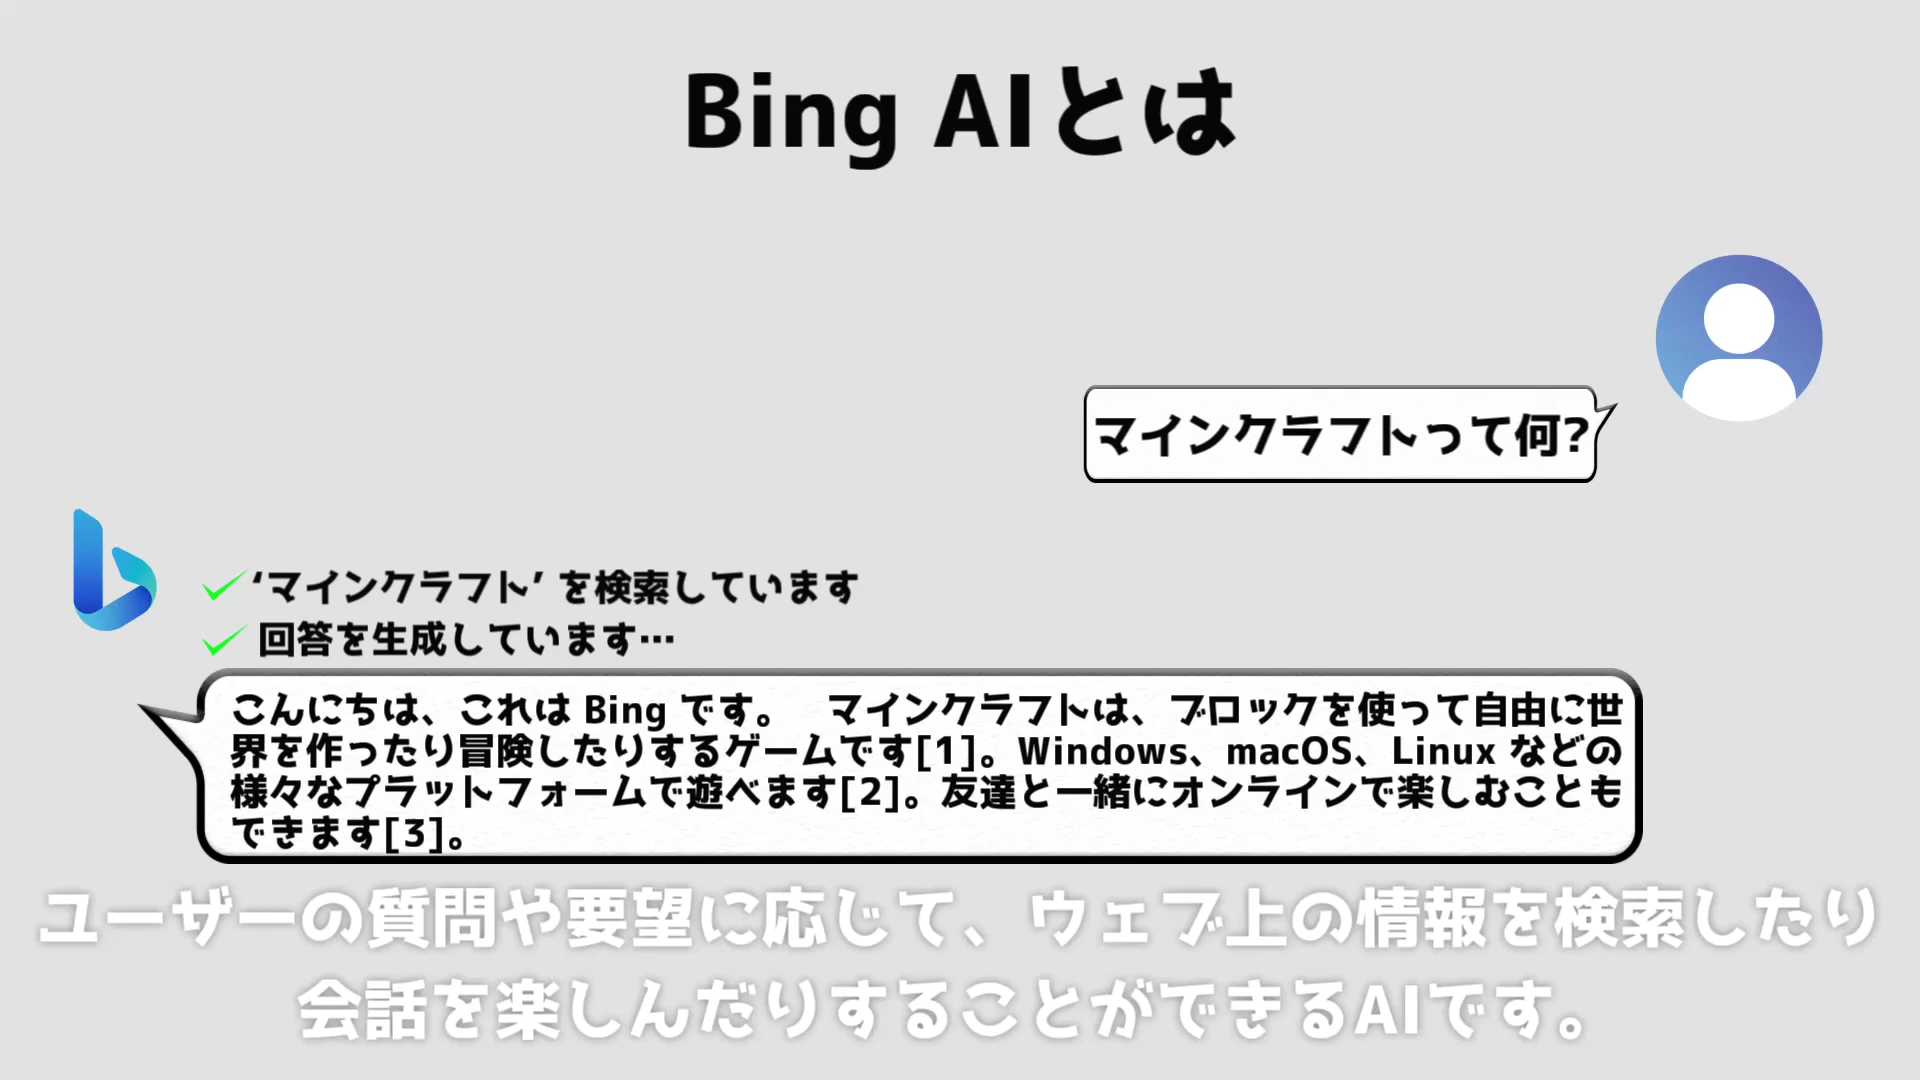 Bing AIとは
マインクラフトって何?
‘マインクラフト’ を検索しています
回答を生成しています…
こんにちは、これは Bing です。　マインクラフトは、ブロックを使って自由に世
界を作ったり冒険したりするゲームです[1]。Windows、macOS、Linux などの
様々なプラットフォームで遊べます[2]。友達と一緒にオンラインで楽しむことも
できます[3]。
ユーザーの質問や要望に応じて、ウェブ上の情報を検索したり
会話を楽しんだりすることができるAIです。